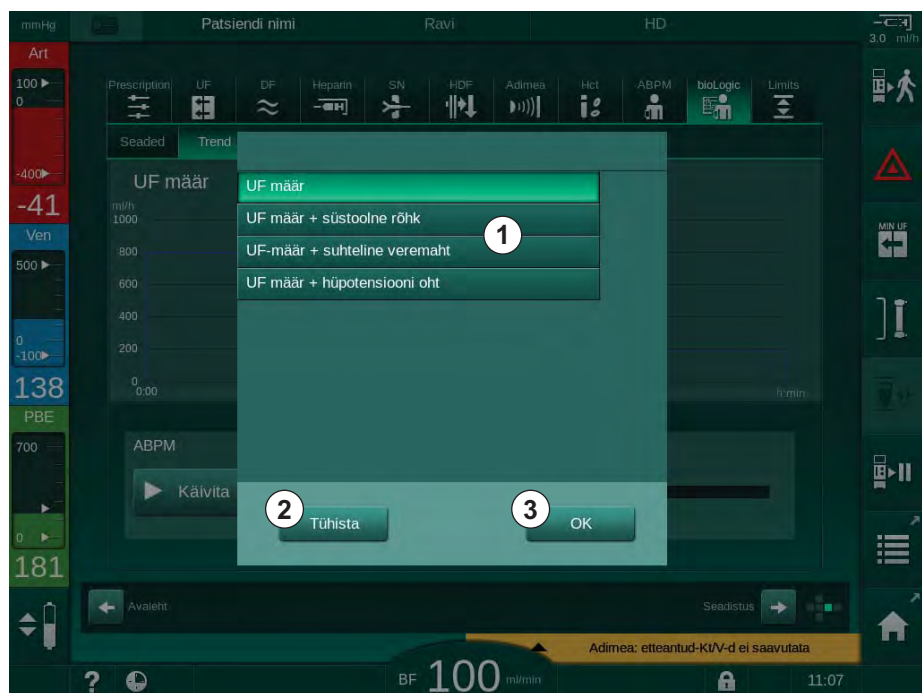 mmHg Patsiendi nimi Ravi HD 3.0 ml/h
Art
100
0
-400
-41
Ven
500
0
-100
138
PBE
700
0
181
Prescription UF DF Heparin SN HDF Adimea Hct ABPM bioLogic Limits
Seaded Trend
UF määr
ml/h
1000
800
600
400
200
0
0:00 h:min
UF määr
UF määr + süstoolne rõhk
UF-määr + suhteline veremaht
UF määr + hüpotensiooni oht
1
ABPM
Käivita
2 Tühista
3 OK
MIN UF
Avaleht Seadistus
Adimea: etteantud-Kt/V-d ei saavutata
? BF 100 ml/min 11:07